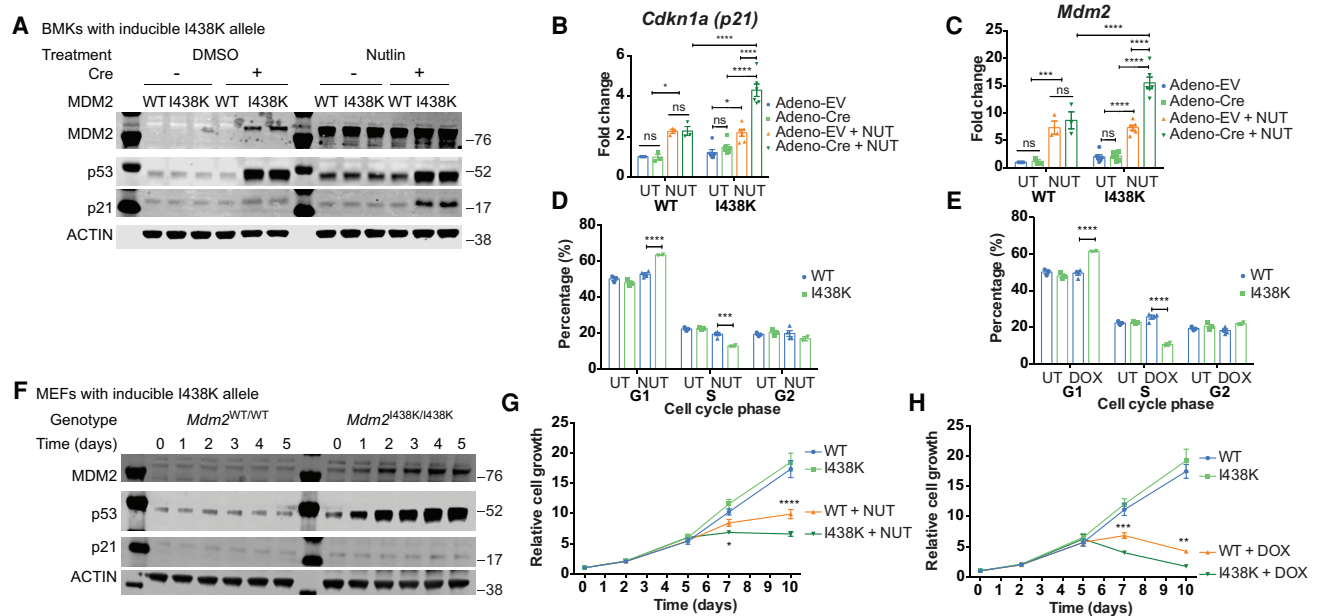 A BMKs with inducible I438K allele
Treatment DMSO Nutlin
Cre - + - +
MDM2 WT I438K WT I438K WT I438K WT I438K
MDM2 –76
p53 –52
p21 –17
ACTIN –38
B Cdkn1a (p21)
Fold change
6
4
2
0
ns * ns ns * **** **** ****
UT NUT UT NUT
WT I438K
Adeno-EV
Adeno-Cre
Adeno-EV + NUT
Adeno-Cre + NUT
C Mdm2
Fold change
25
20
15
10
5
0
ns *** ns ns **** **** **** ****
UT NUT UT NUT
WT I438K
Adeno-EV
Adeno-Cre
Adeno-EV + NUT
Adeno-Cre + NUT
D
Percentage (%)
80
60
40
20
0
**** ***
UT NUT UT NUT UT NUT
G1 S G2
Cell cycle phase
WT
I438K
E
Percentage (%)
80
60
40
20
0
**** ****
UT DOX UT DOX UT DOX
G1 S G2
Cell cycle phase
WT
I438K
F MEFs with inducible I438K allele
Genotype Mdm2WT/WT Mdm2I438K/I438K
Time (days) 0 1 2 3 4 5 0 1 2 3 4 5
MDM2 –76
p53 –52
p21 –17
ACTIN –38
G
Relative cell growth
25
20
15
10
5
0
0 1 2 3 4 5 6 7 8 9 10
Time (days)
* ****
WT
I438K
WT + NUT
I438K + NUT
H
Relative cell growth
25
20
15
10
5
0
0 1 2 3 4 5 6 7 8 9 10
Time (days)
*** **
WT
I438K
WT + DOX
I438K + DOX